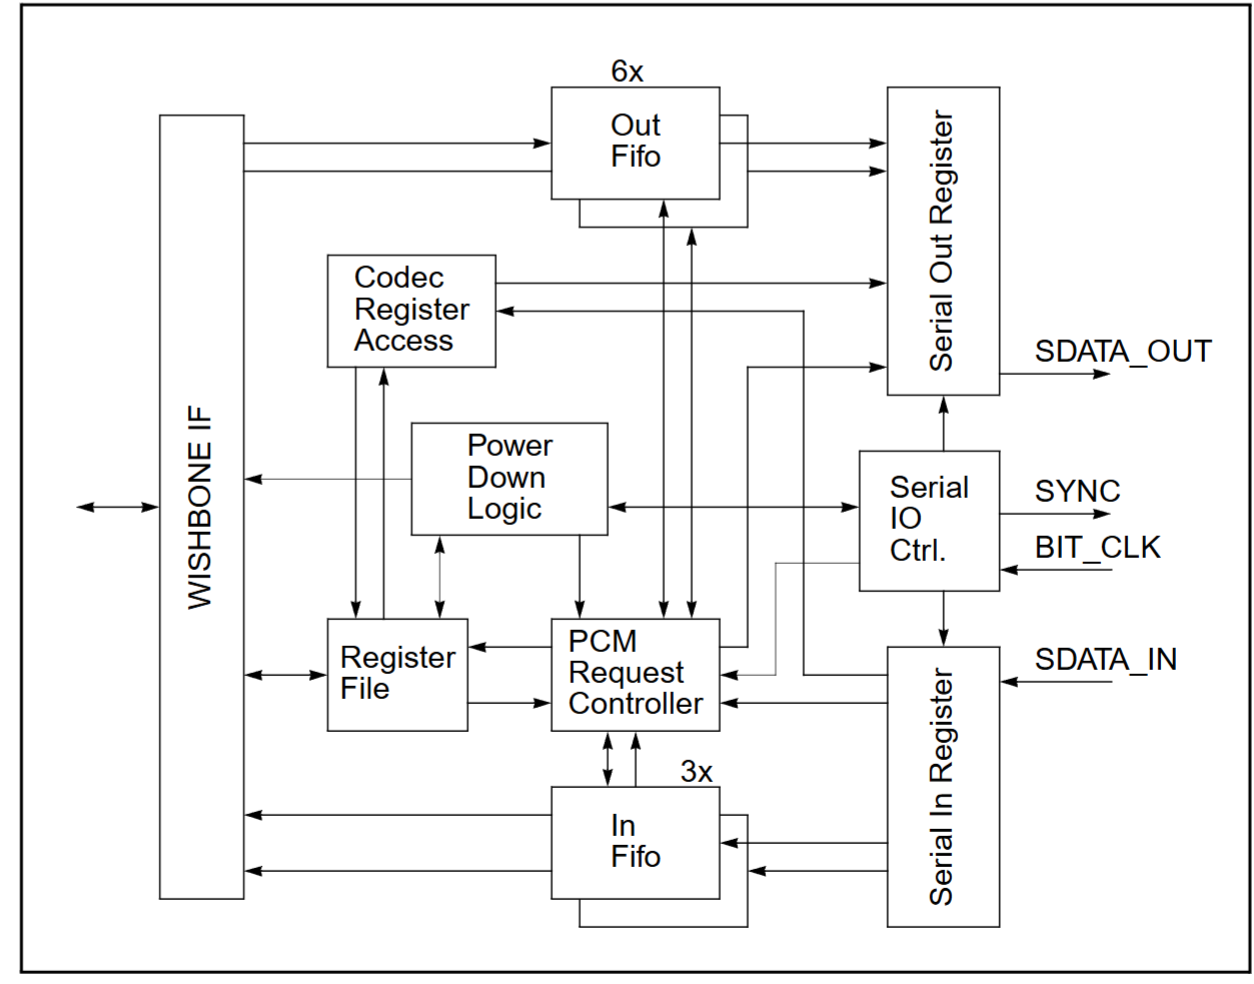 6x
Out
Fifo
Codec
Register
Access
Serial Out Register
SDATA_OUT
WISHBONE IF
Power
Down
Logic
Serial
IO
Ctrl.
SYNC
BIT_CLK
Register
File
PCM
Request
Controller
SDATA_IN
Serial In Register
3x
In
Fifo